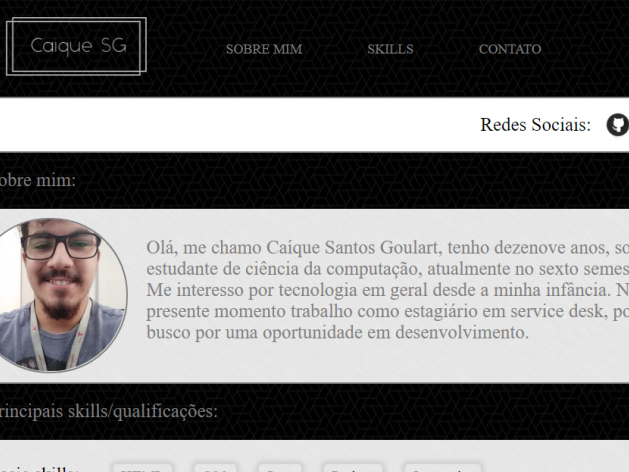 Caique SG
SOBRE MIM
SKILLS
CONTATO
Redes Sociais:
obre mim:
Olá, me chamo Caíque Santos Goulart, tenho dezenove anos, so
estudante de ciência da computação, atualmente no sexto semes
Me interesso por tecnologia em geral desde a minha infância. N
presente momento trabalho como estagiário em service desk, po
busco por uma oportunidade em desenvolvimento.
rincipais skills/qualificações: